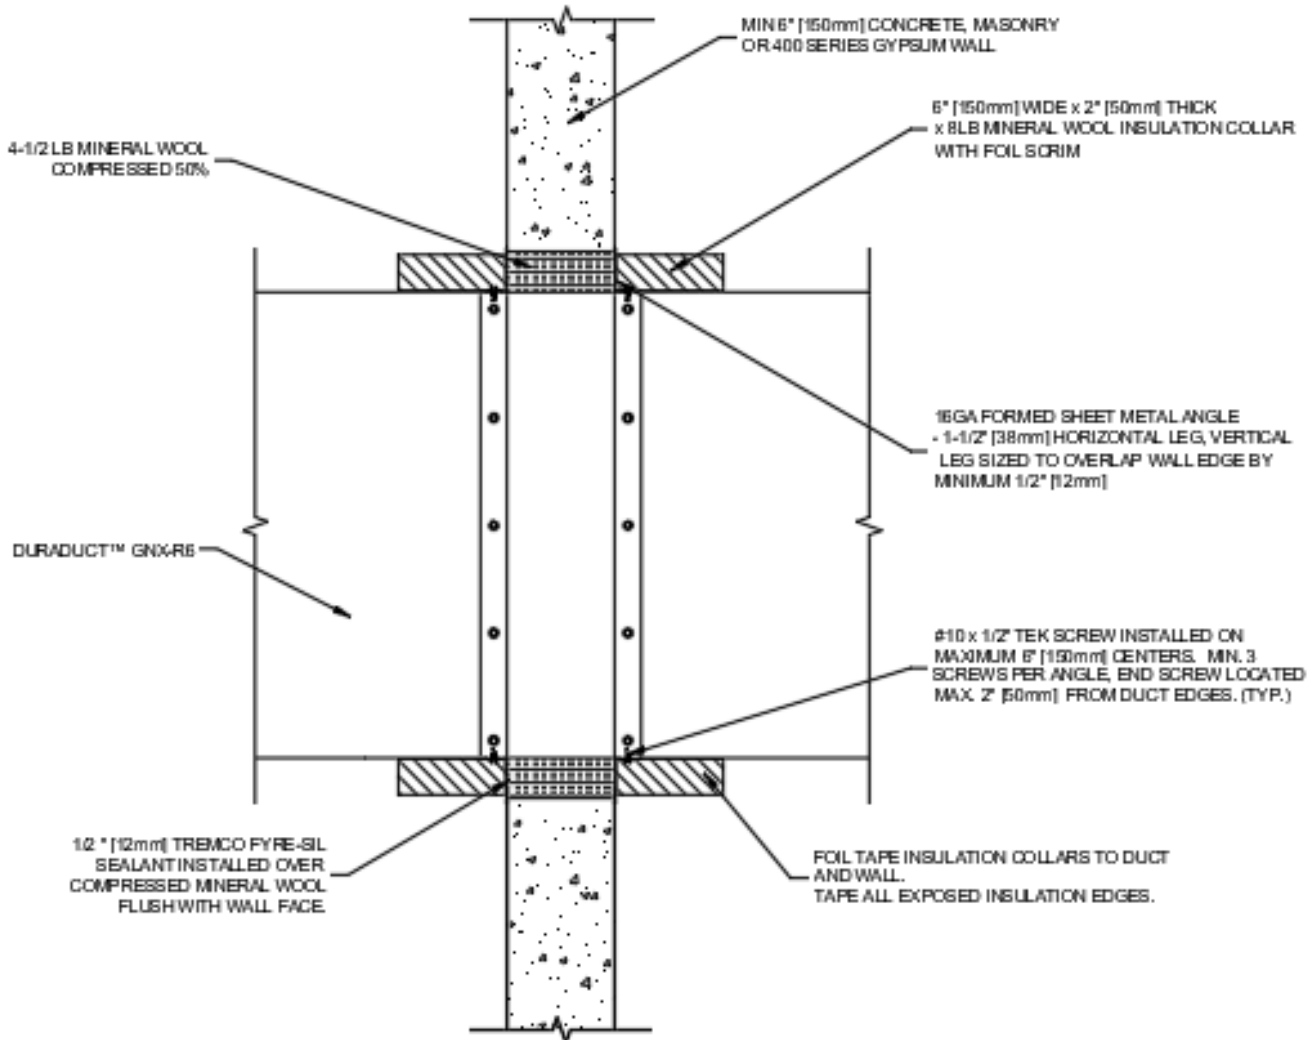 MIN 6" [150mm] CONCRETE, MASONRY
OR 400 SERIES GYPSUM WALL
6" [150mm] WIDE x 2" [50mm] THICK
x 8LB MINERAL WOOL INSULATION COLLAR
WITH FOIL SCRIM
4-1/2 LB MINERAL WOOL
COMPRESSED 50%
16GA FORMED SHEET METAL ANGLE
- 1-1/2" [38mm] HORIZONTAL LEG, VERTICAL
LEG SIZED TO OVERLAP WALL EDGE BY
MINIMUM 1/2" [12mm]
DURADUCT™ GNX-R6
#10 x 1/2" TEK SCREW INSTALLED ON
MAXIMUM 6" [150mm] CENTERS. MIN. 3
SCREWS PER ANGLE, END SCREW LOCATED
MAX. 2" [50mm] FROM DUCT EDGES. (TYP.)
1/2 " [12mm] TREMCO FYRE-SIL
SEALANT INSTALLED OVER
COMPRESSED MINERAL WOOL
FLUSH WITH WALL FACE.
FOIL TAPE INSULATION COLLARS TO DUCT
AND WALL.
TAPE ALL EXPOSED INSULATION EDGES.